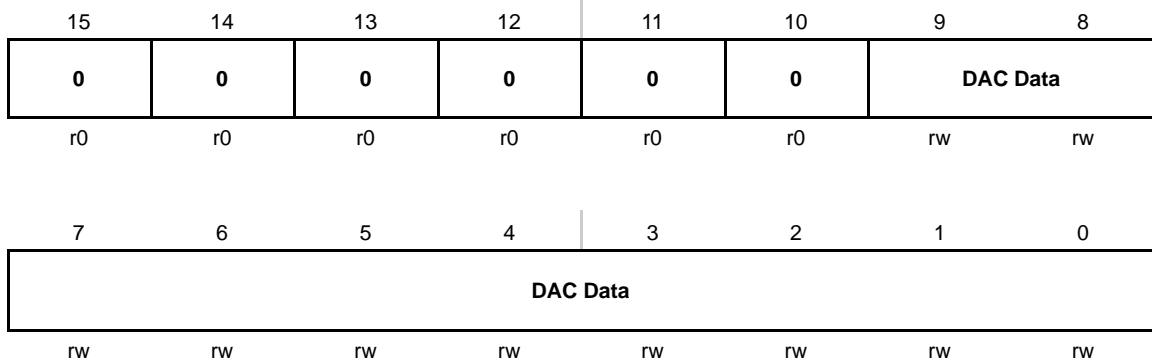 15 14 13 12 11 10 9 8
0 0 0 0 0 0 DAC Data
r0 r0 r0 r0 r0 r0 rw rw
7 6 5 4 3 2 1 0
DAC Data
rw rw rw rw rw rw rw rw